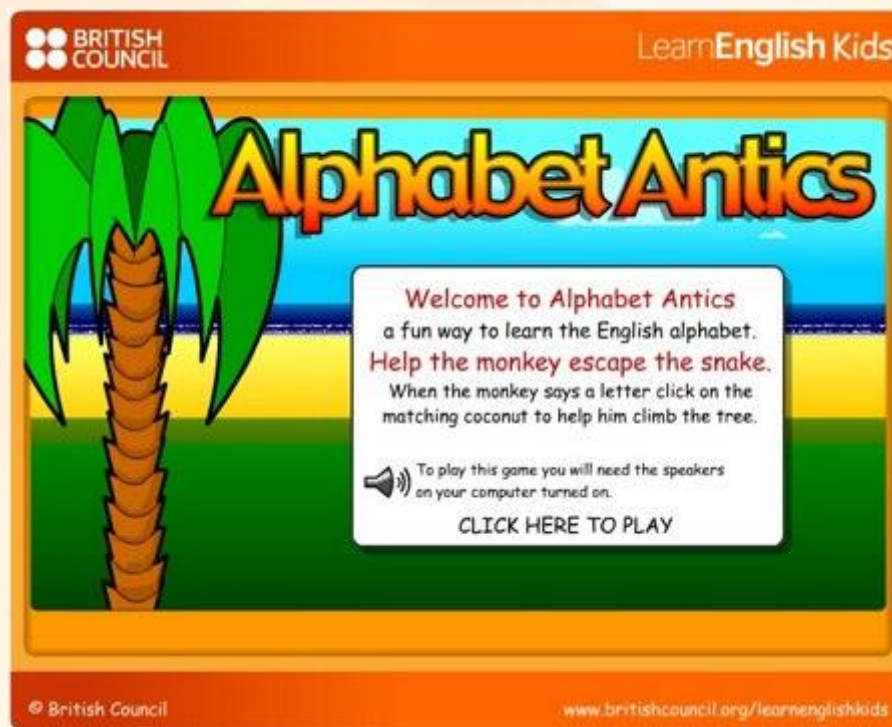 BRITISH
COUNCIL
LearnEnglish Kids
Alphabet Antics
Welcome to Alphabet Antics
a fun way to learn the English alphabet.
Help the monkey escape the snake.
When the monkey says a letter click on the
matching coconut to help him climb the tree.
To play this game you will need the speakers
on your computer turned on.
CLICK HERE TO PLAY
© British Council
www.britishcouncil.org/learnenglishkids